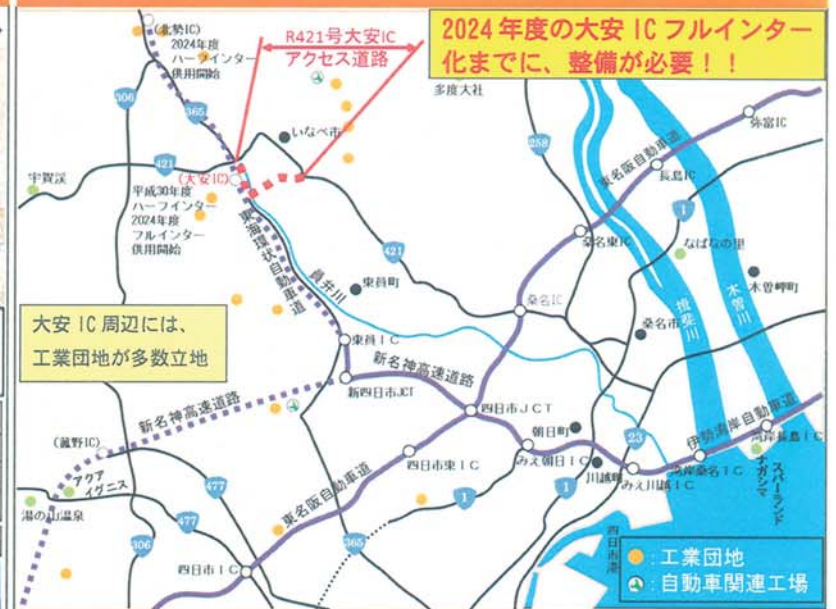 2024年度の大安ICフルインター
化までに、整備が必要!!
R421号大安IC
アクセス道路
(北勢IC)
2024年度
ハーフインター
供用開始
306
365
421
宇賀渓
(大安IC)
平成30年度
ハーフインター
2024年度
フルインター
供用開始
いなべ市
多度大社
258
弥富IC
東名阪自動車道
長島IC
1
桑名東IC
なばなの里
木曽岬町
揖斐川
木曽川
桑名市
桑名IC
421
東員町
員弁川
東海環状自動車道
大安IC周辺には、
工業団地が多数立地
東員IC
新名神高速道路
新四日市JCT
新名神高速道路
四日市JCT
(菰野IC)
アクア
イグニス
湯の山温泉
477
477
306
四日市東IC
東名阪自動車道
四日市IC
365
1
朝日町
みえ朝日IC
川越町
1
23
みえ川越IC
伊勢湾岸自動車道
湾岸長島IC
湾岸桑名IC
ナガシマ
スパーランド
四日市港
:工業団地
:自動車関連工場